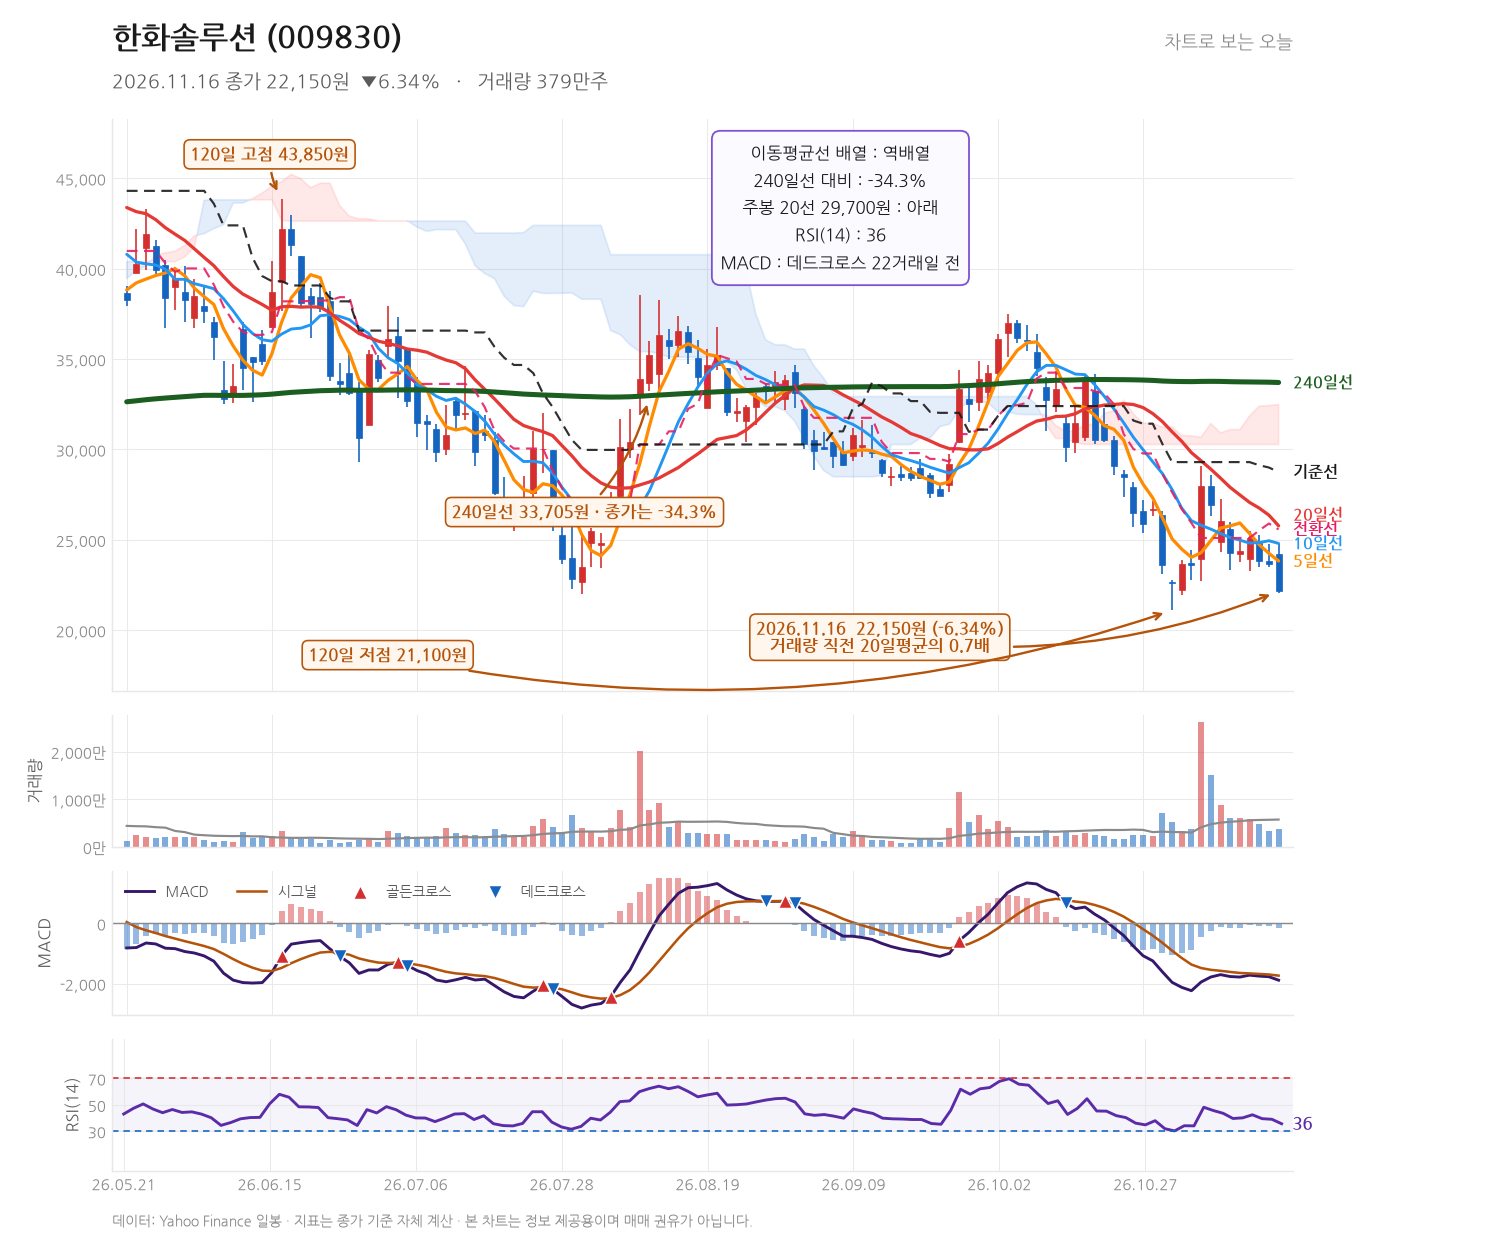 한화솔루션 (009830)
차트로 보는 오늘
2026.11.16 종가 22,150원 ▼6.34% · 거래량 379만주
120일 고점 43,850원
이동평균선 배열 : 역배열
240일선 대비 : -34.3%
주봉 20선 29,700원 : 아래
RSI(14) : 36
MACD : 데드크로스 22거래일 전
45,000
40,000
35,000
30,000
25,000
20,000
240일선
기준선
20일선
전환선
10일선
5일선
240일선 33,705원 · 종가는 -34.3%
2026.11.16 22,150원 (-6.34%)
거래량 직전 20일평균의 0.7배
120일 저점 21,100원
거래량
2,000만
1,000만
0만
MACD
MACD
시그널
골든크로스
데드크로스
0
-2,000
RSI(14)
70
50
30
36
26.05.21
26.06.15
26.07.06
26.07.28
26.08.19
26.09.09
26.10.02
26.10.27
데이터: Yahoo Finance 일봉 · 지표는 종가 기준 자체 계산 · 본 차트는 정보 제공용이며 매매 권유가 아닙니다.